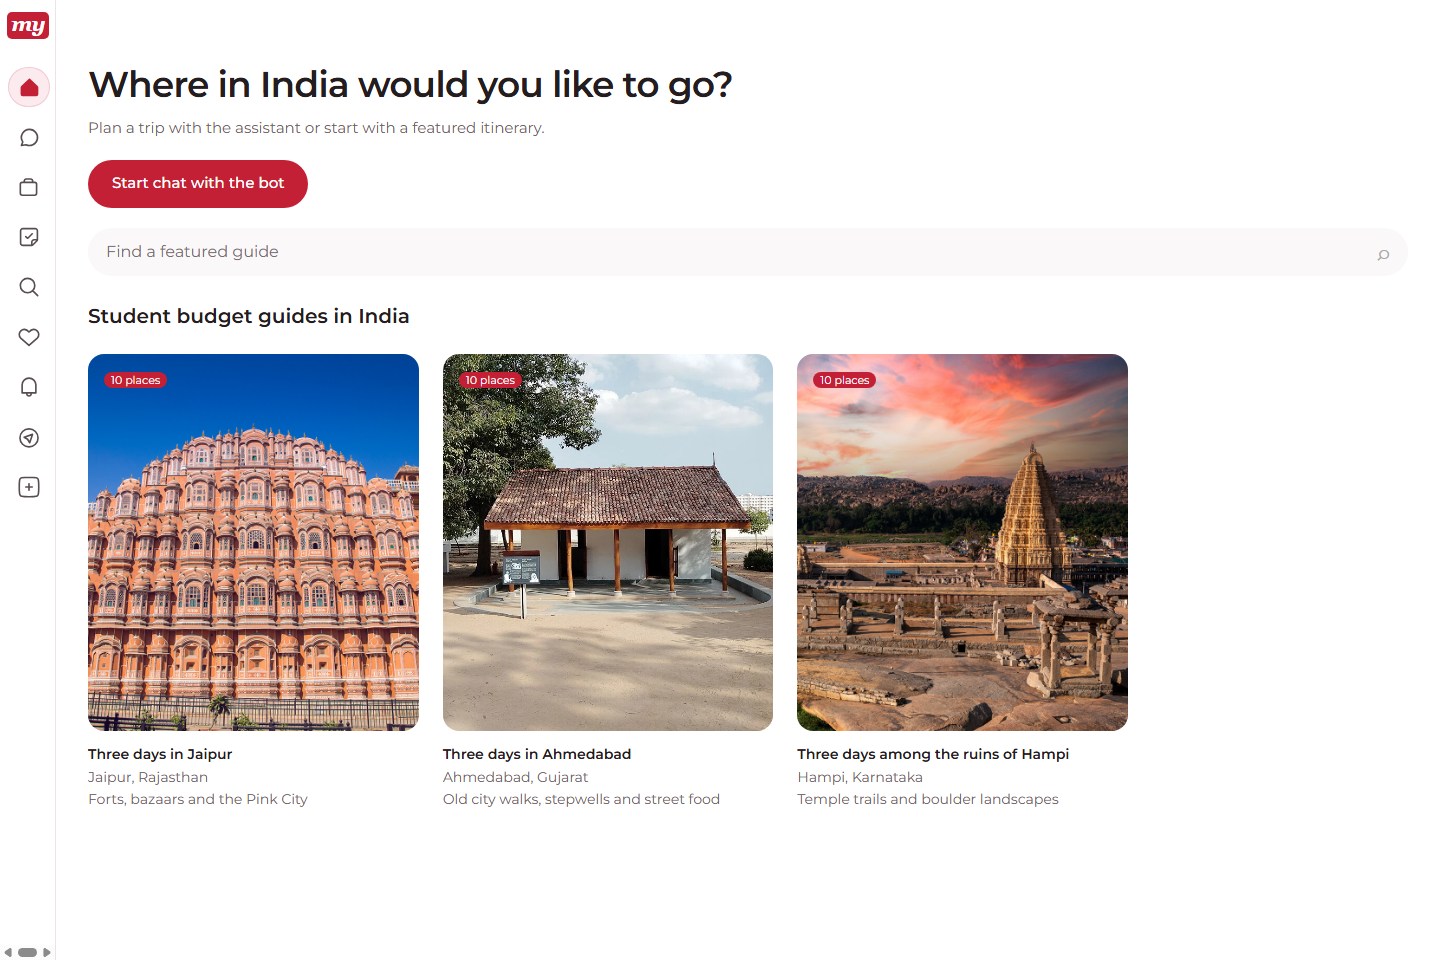 my
Where in India would you like to go?
Plan a trip with the assistant or start with a featured itinerary.
Start chat with the bot
Find a featured guide
Student budget guides in India
10 places
10 places
10 places
Three days in Jaipur
Jaipur, Rajasthan
Forts, bazaars and the Pink City
Three days in Ahmedabad
Ahmedabad, Gujarat
Old city walks, stepwells and street food
Three days among the ruins of Hampi
Hampi, Karnataka
Temple trails and boulder landscapes